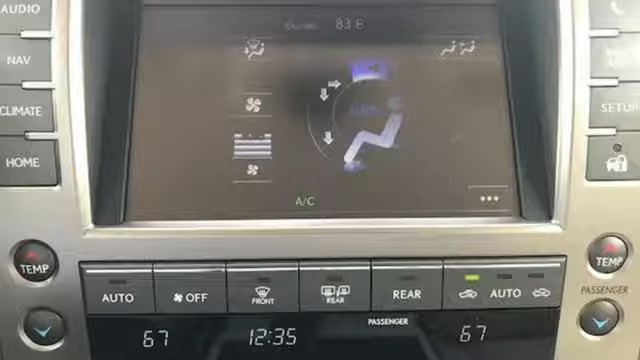 AUDIO
NAV
CLIMATE
HOME
83 F
A/C
SETUP
TEMP
AUTO
OFF
FRONT
REAR
REAR
AUTO
TEMP
PASSENGER
67
12:35
PASSENGER
67